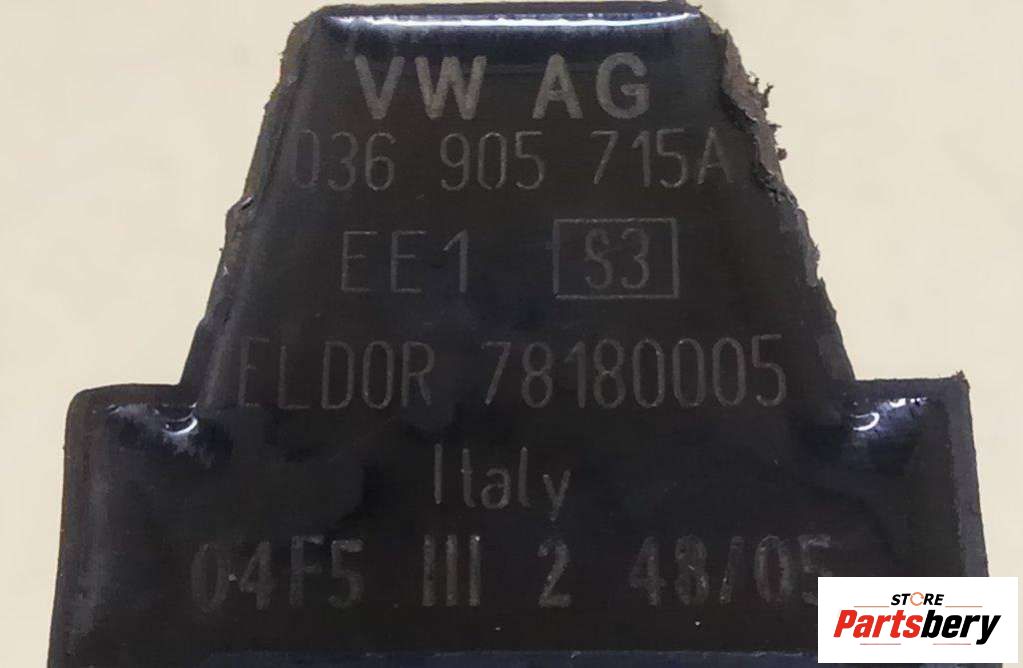 VW AG
036 905 715A
EE1 S3
ELDOR 78180005
Italy
04F5 III 2 48/05
STORE
Partsbery